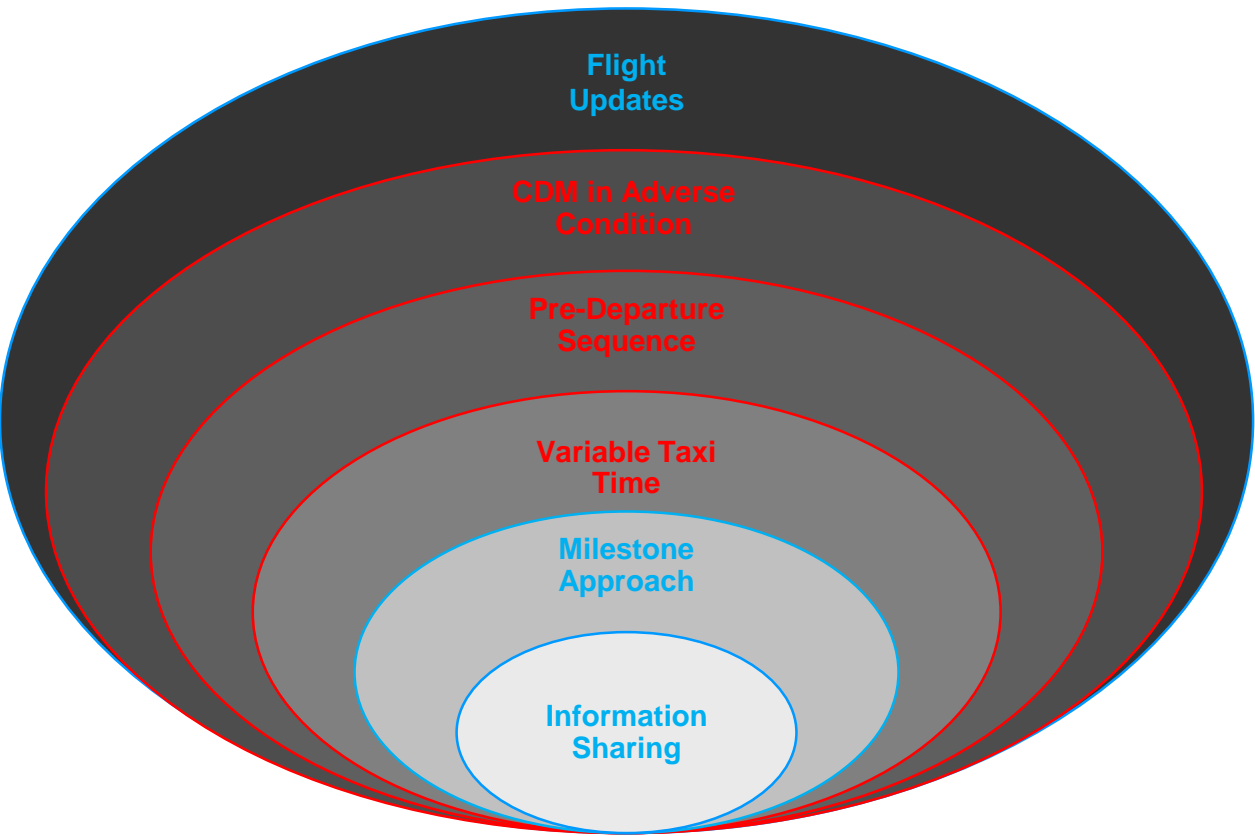 Flight
Updates
CDM in Adverse
Condition
Pre-Departure
Sequence
Variable Taxi
Time
Milestone
Approach
Information
Sharing